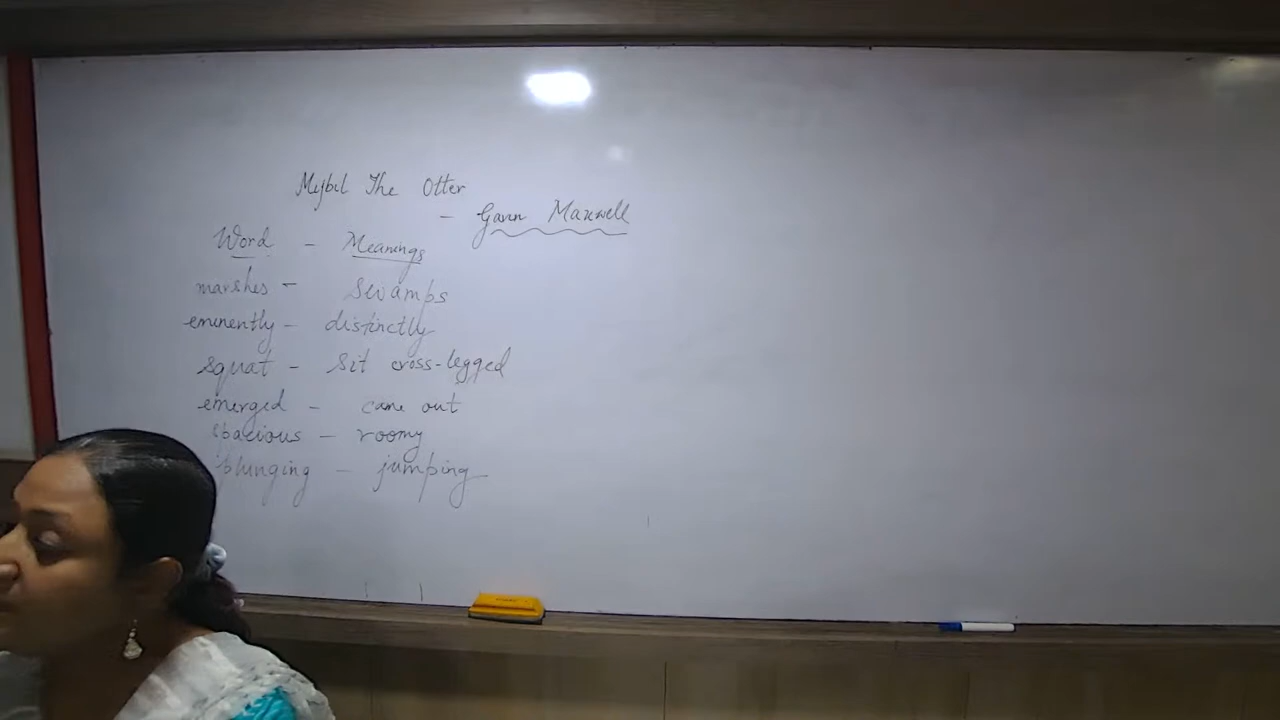 Mijbil The Otter
- Gavin Maxwell
Word - Meanings
marshes - swamps
eminently - distinctly
squat - sit cross-legged
emerged - came out
spacious - roomy
plunging - jumping